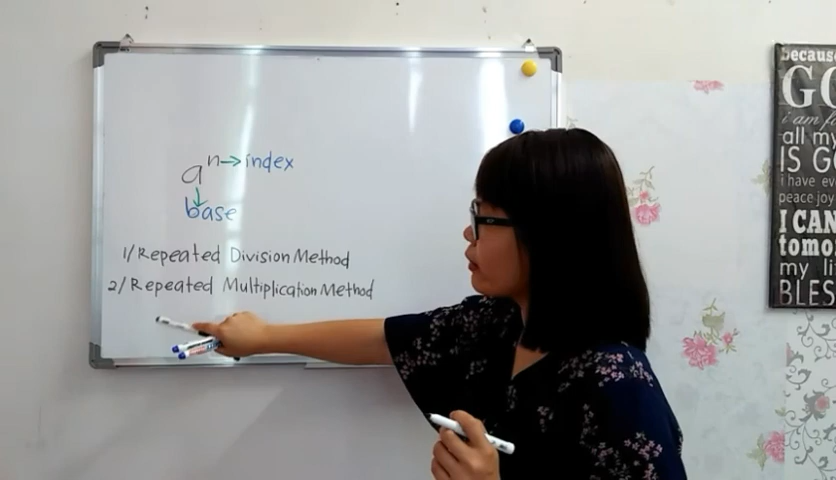 aⁿ→index
base
1/ Repeated Division Method
2/ Repeated Multiplication Method
because
GO
i am
all my
IS G
i have
peace joy
I CAN
tomo
my li
BLES